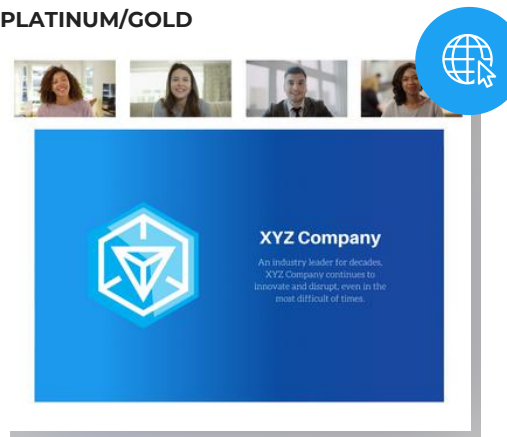 PLATINUM/GOLD
XYZ Company
An industry leader for decades,
XYZ Company continues to
innovate and disrupt, even in the
most difficult of times.